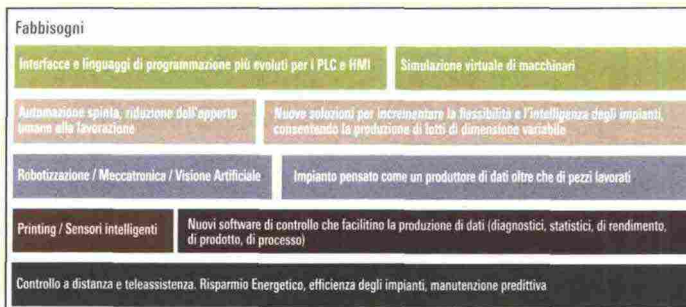 Fabbisogni
Interfacce e linguaggi di programmazione più evoluti per i PLC e HMI
Simulazione virtuale di macchinari
Automazione spinta, riduzione dell'apporto
umano alla lavorazione
Nuove soluzioni per incrementare la flessibilità e l'intelligenza degli impianti,
consentendo la produzione di lotti di dimensione variabile
Robotizzazione / Meccatronica / Visione Artificiale
Impianto pensato come un produttore di dati oltre che di pezzi lavorati
Printing / Sensori intelligenti
Nuovi software di controllo che facilitino la produzione di dati (diagnostici, statistici, di rendimento,
di prodotto, di processo)
Controllo a distanza e teleassistenza. Risparmio Energetico, efficienza degli impianti, manutenzione predittiva